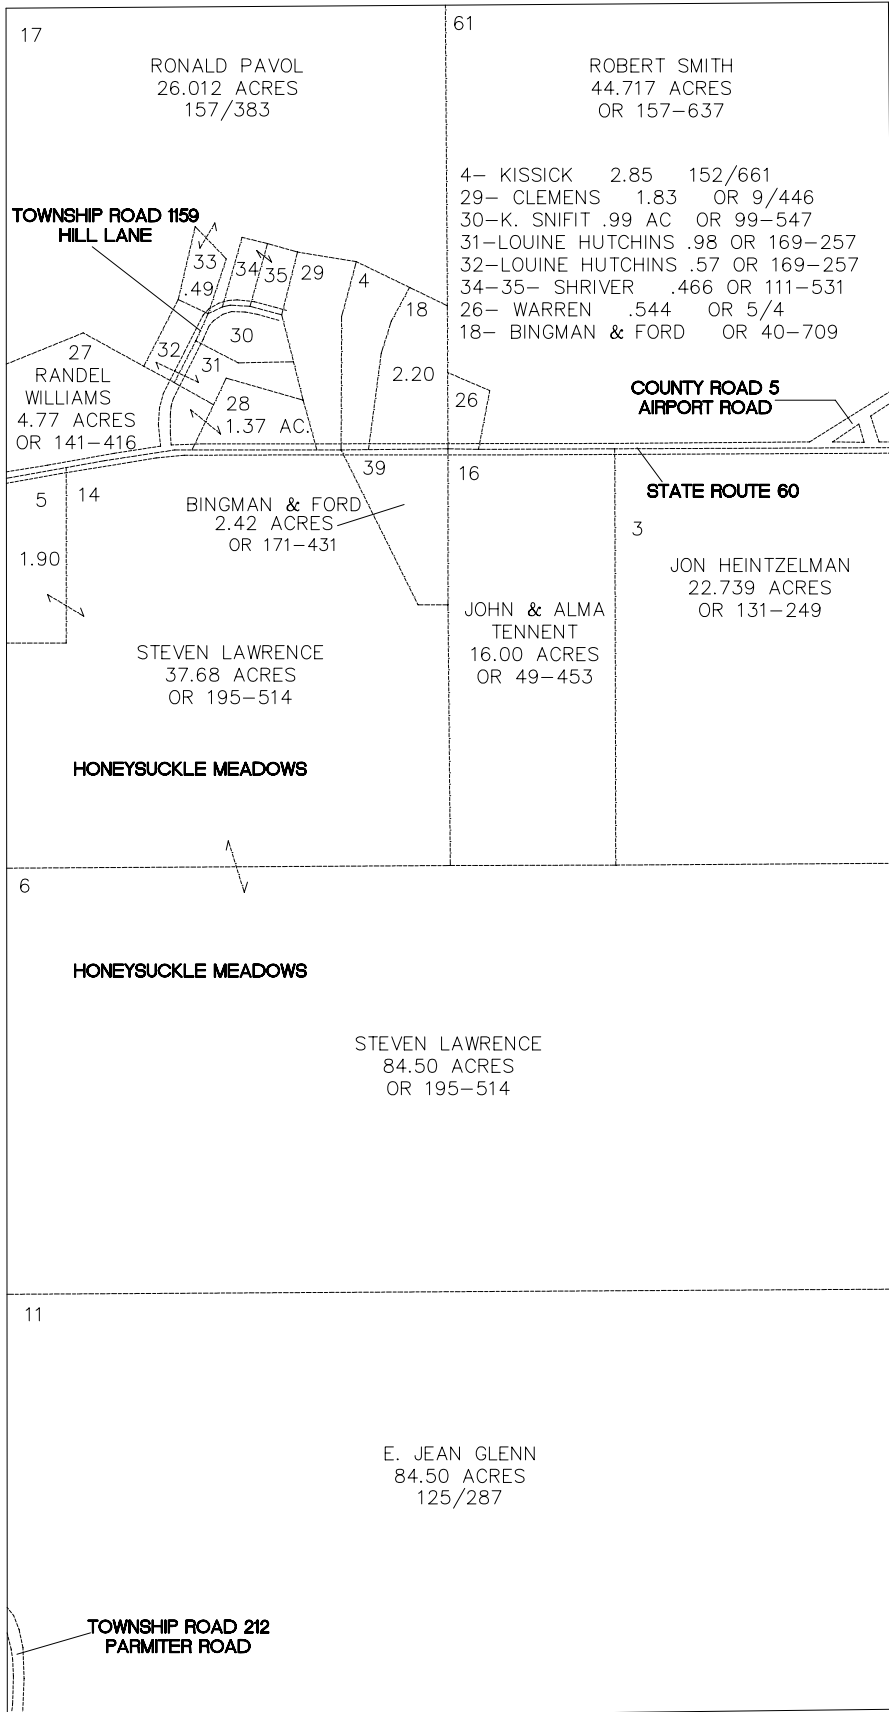 17
RONALD PAVOL
26.012 ACRES
157/383
61
ROBERT SMITH
44.717 ACRES
OR 157-637
4- KISSICK 2.85 152/661
29- CLEMENS 1.83 OR 9/446
30-K. SNIFIT .99 AC OR 99-547
31-LOUINE HUTCHINS .98 OR 169-257
32-LOUINE HUTCHINS .57 OR 169-257
34-35- SHRIVER .466 OR 111-531
26- WARREN .544 OR 5/4
18- BINGMAN & FORD OR 40-709
TOWNSHIP ROAD 1159
HILL LANE
33
.49
34
35
29
4
18
2.20
30
32
31
28
1.37 AC.
26
27
RANDEL
WILLIAMS
4.77 ACRES
OR 141-416
COUNTY ROAD 5
AIRPORT ROAD
STATE ROUTE 60
5
1.90
14
39
BINGMAN & FORD
2.42 ACRES
OR 171-431
16
JOHN & ALMA
TENNENT
16.00 ACRES
OR 49-453
3
JON HEINTZELMAN
22.739 ACRES
OR 131-249
STEVEN LAWRENCE
37.68 ACRES
OR 195-514
HONEYSUCKLE MEADOWS
6
HONEYSUCKLE MEADOWS
STEVEN LAWRENCE
84.50 ACRES
OR 195-514
11
E. JEAN GLENN
84.50 ACRES
125/287
TOWNSHIP ROAD 212
PARMITER ROAD